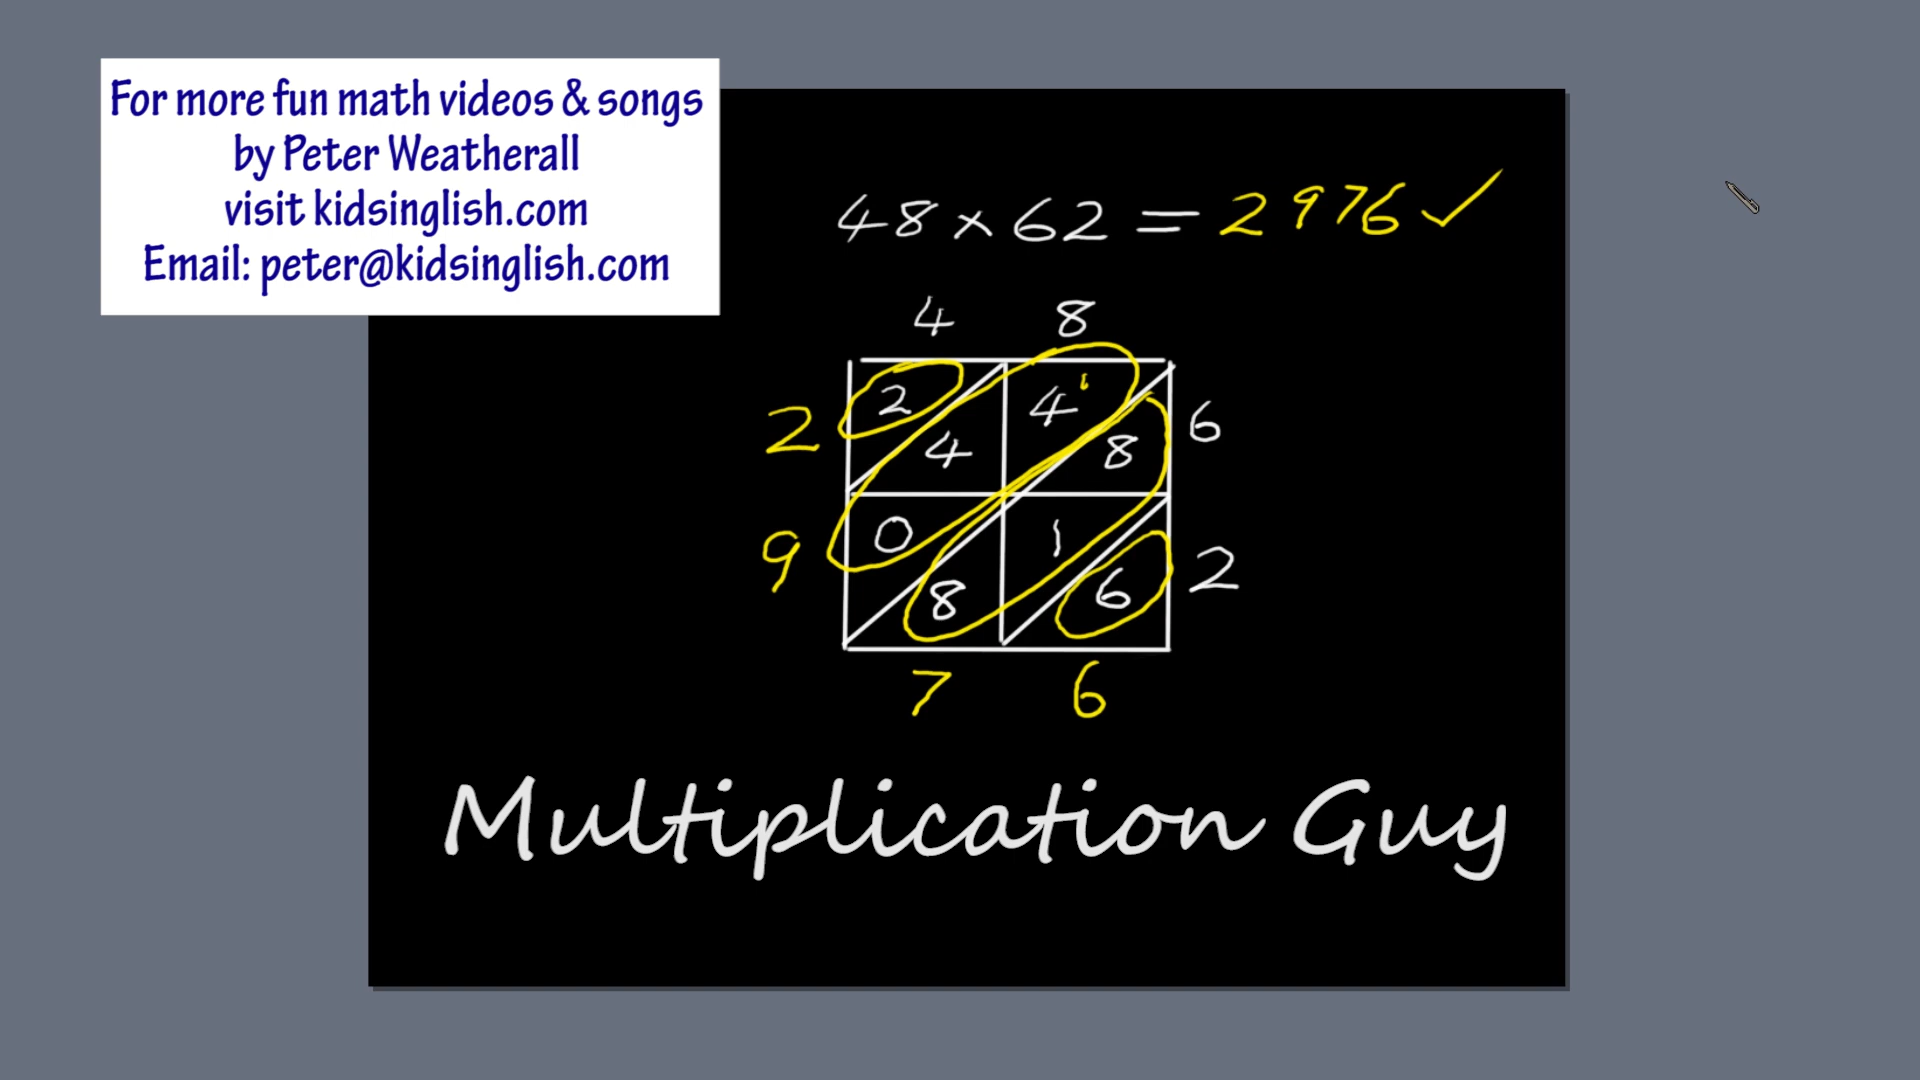 For more fun math videos & songs
by Peter Weatherall
visit kidsinglish.com
Email: peter@kidsinglish.com
48 × 62 = 2976 ✓
4 8
2 2 4 4 1 8 6
9 0 8 1 6 2
7 6
Multiplication Guy